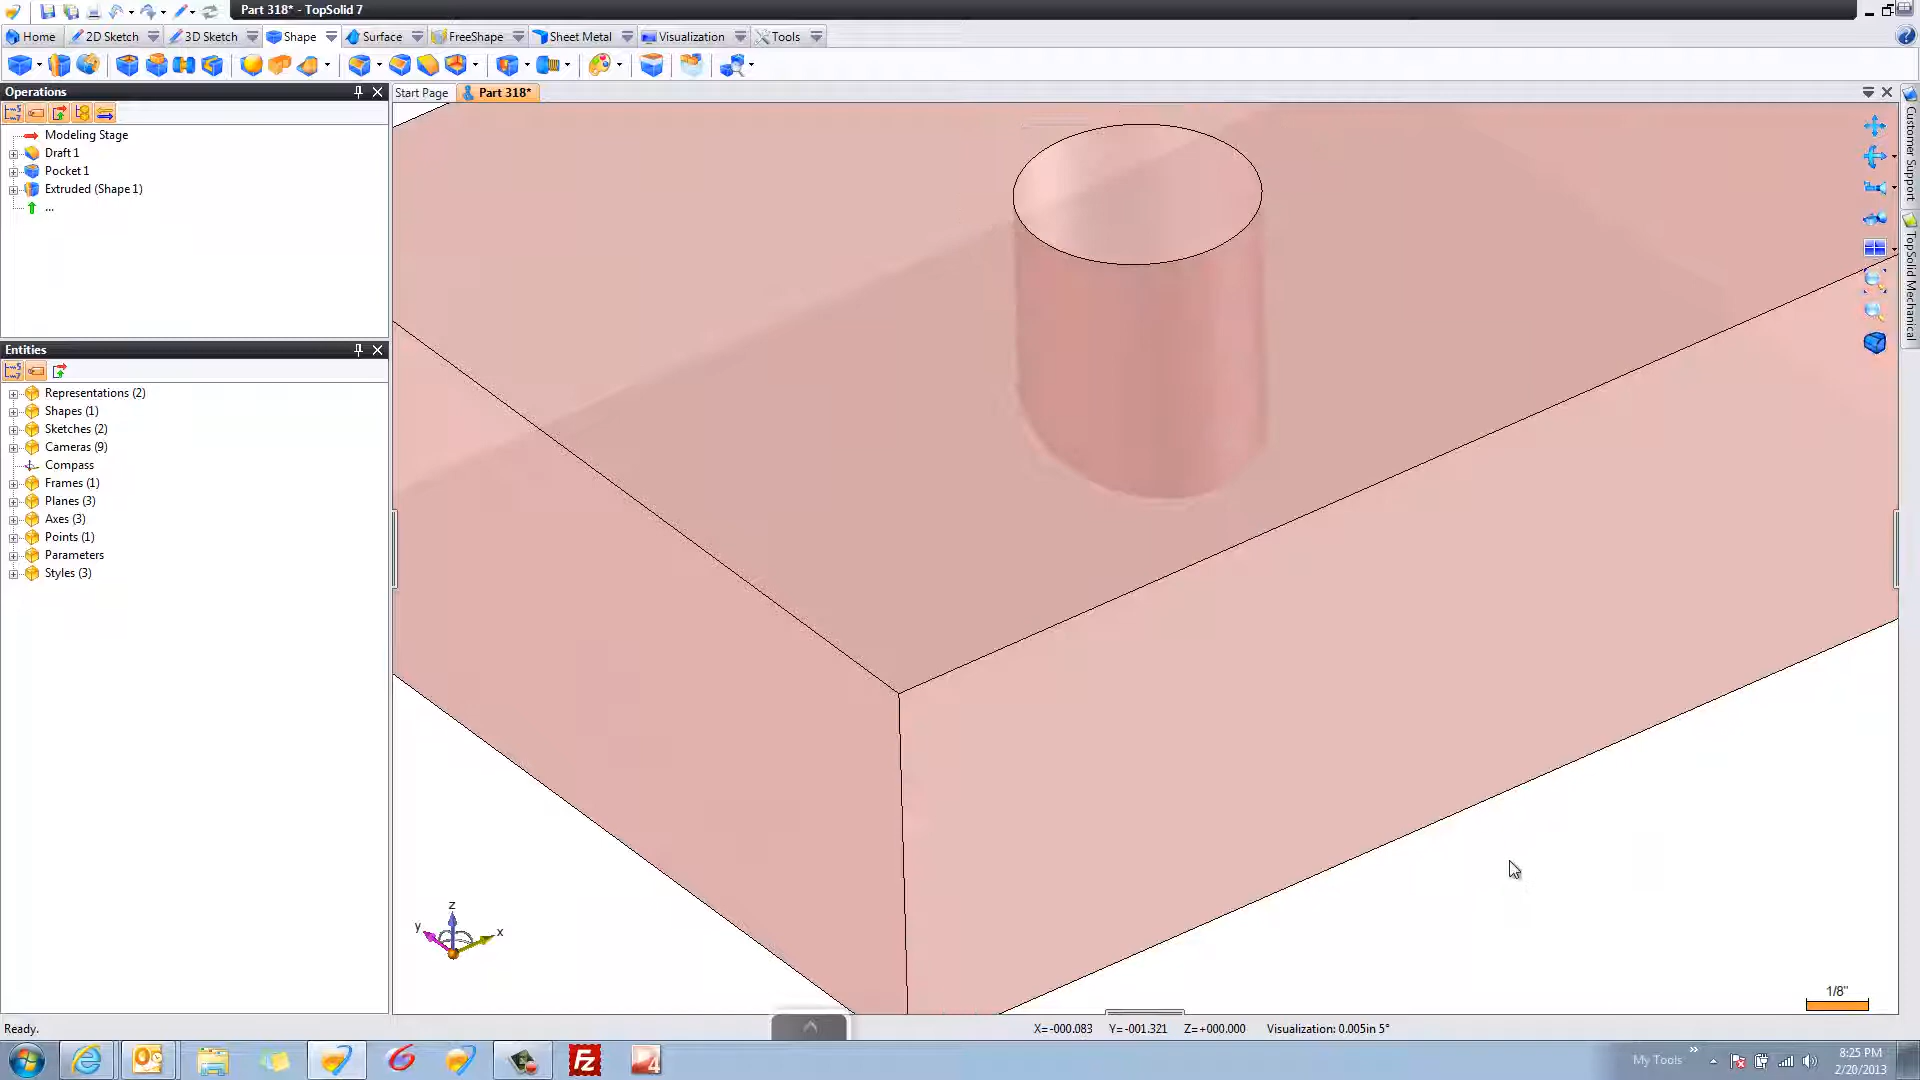 Part 318* - TopSolid 7
Home 2D Sketch 3D Sketch Shape Surface FreeShape Sheet Metal Visualization Tools
Operations
Start Page Part 318*
Modeling Stage
Draft 1
Pocket 1
Extruded (Shape 1)
...
Customer Support
TopSolid Mechanical
Entities
Representations (2)
Shapes (1)
Sketches (2)
Cameras (9)
Compass
Frames (1)
Planes (3)
Axes (3)
Points (1)
Parameters
Styles (3)
z
y
x
1/8"
Ready.
X=-000.083 Y=-001.321 Z=+000.000 Visualization: 0.005in 5°
My Tools
8:25 PM
2/20/2013